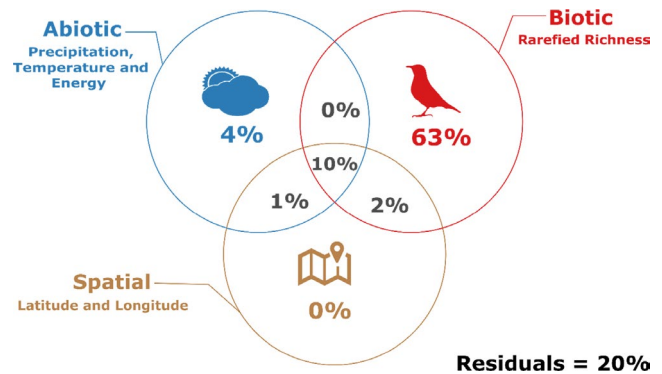 Abiotic
Precipitation,
Temperature and
Energy
Biotic
Rarefied Richness
0%
4%
63%
10%
1%
2%
Spatial
Latitude and Longitude
0%
Residuals = 20%